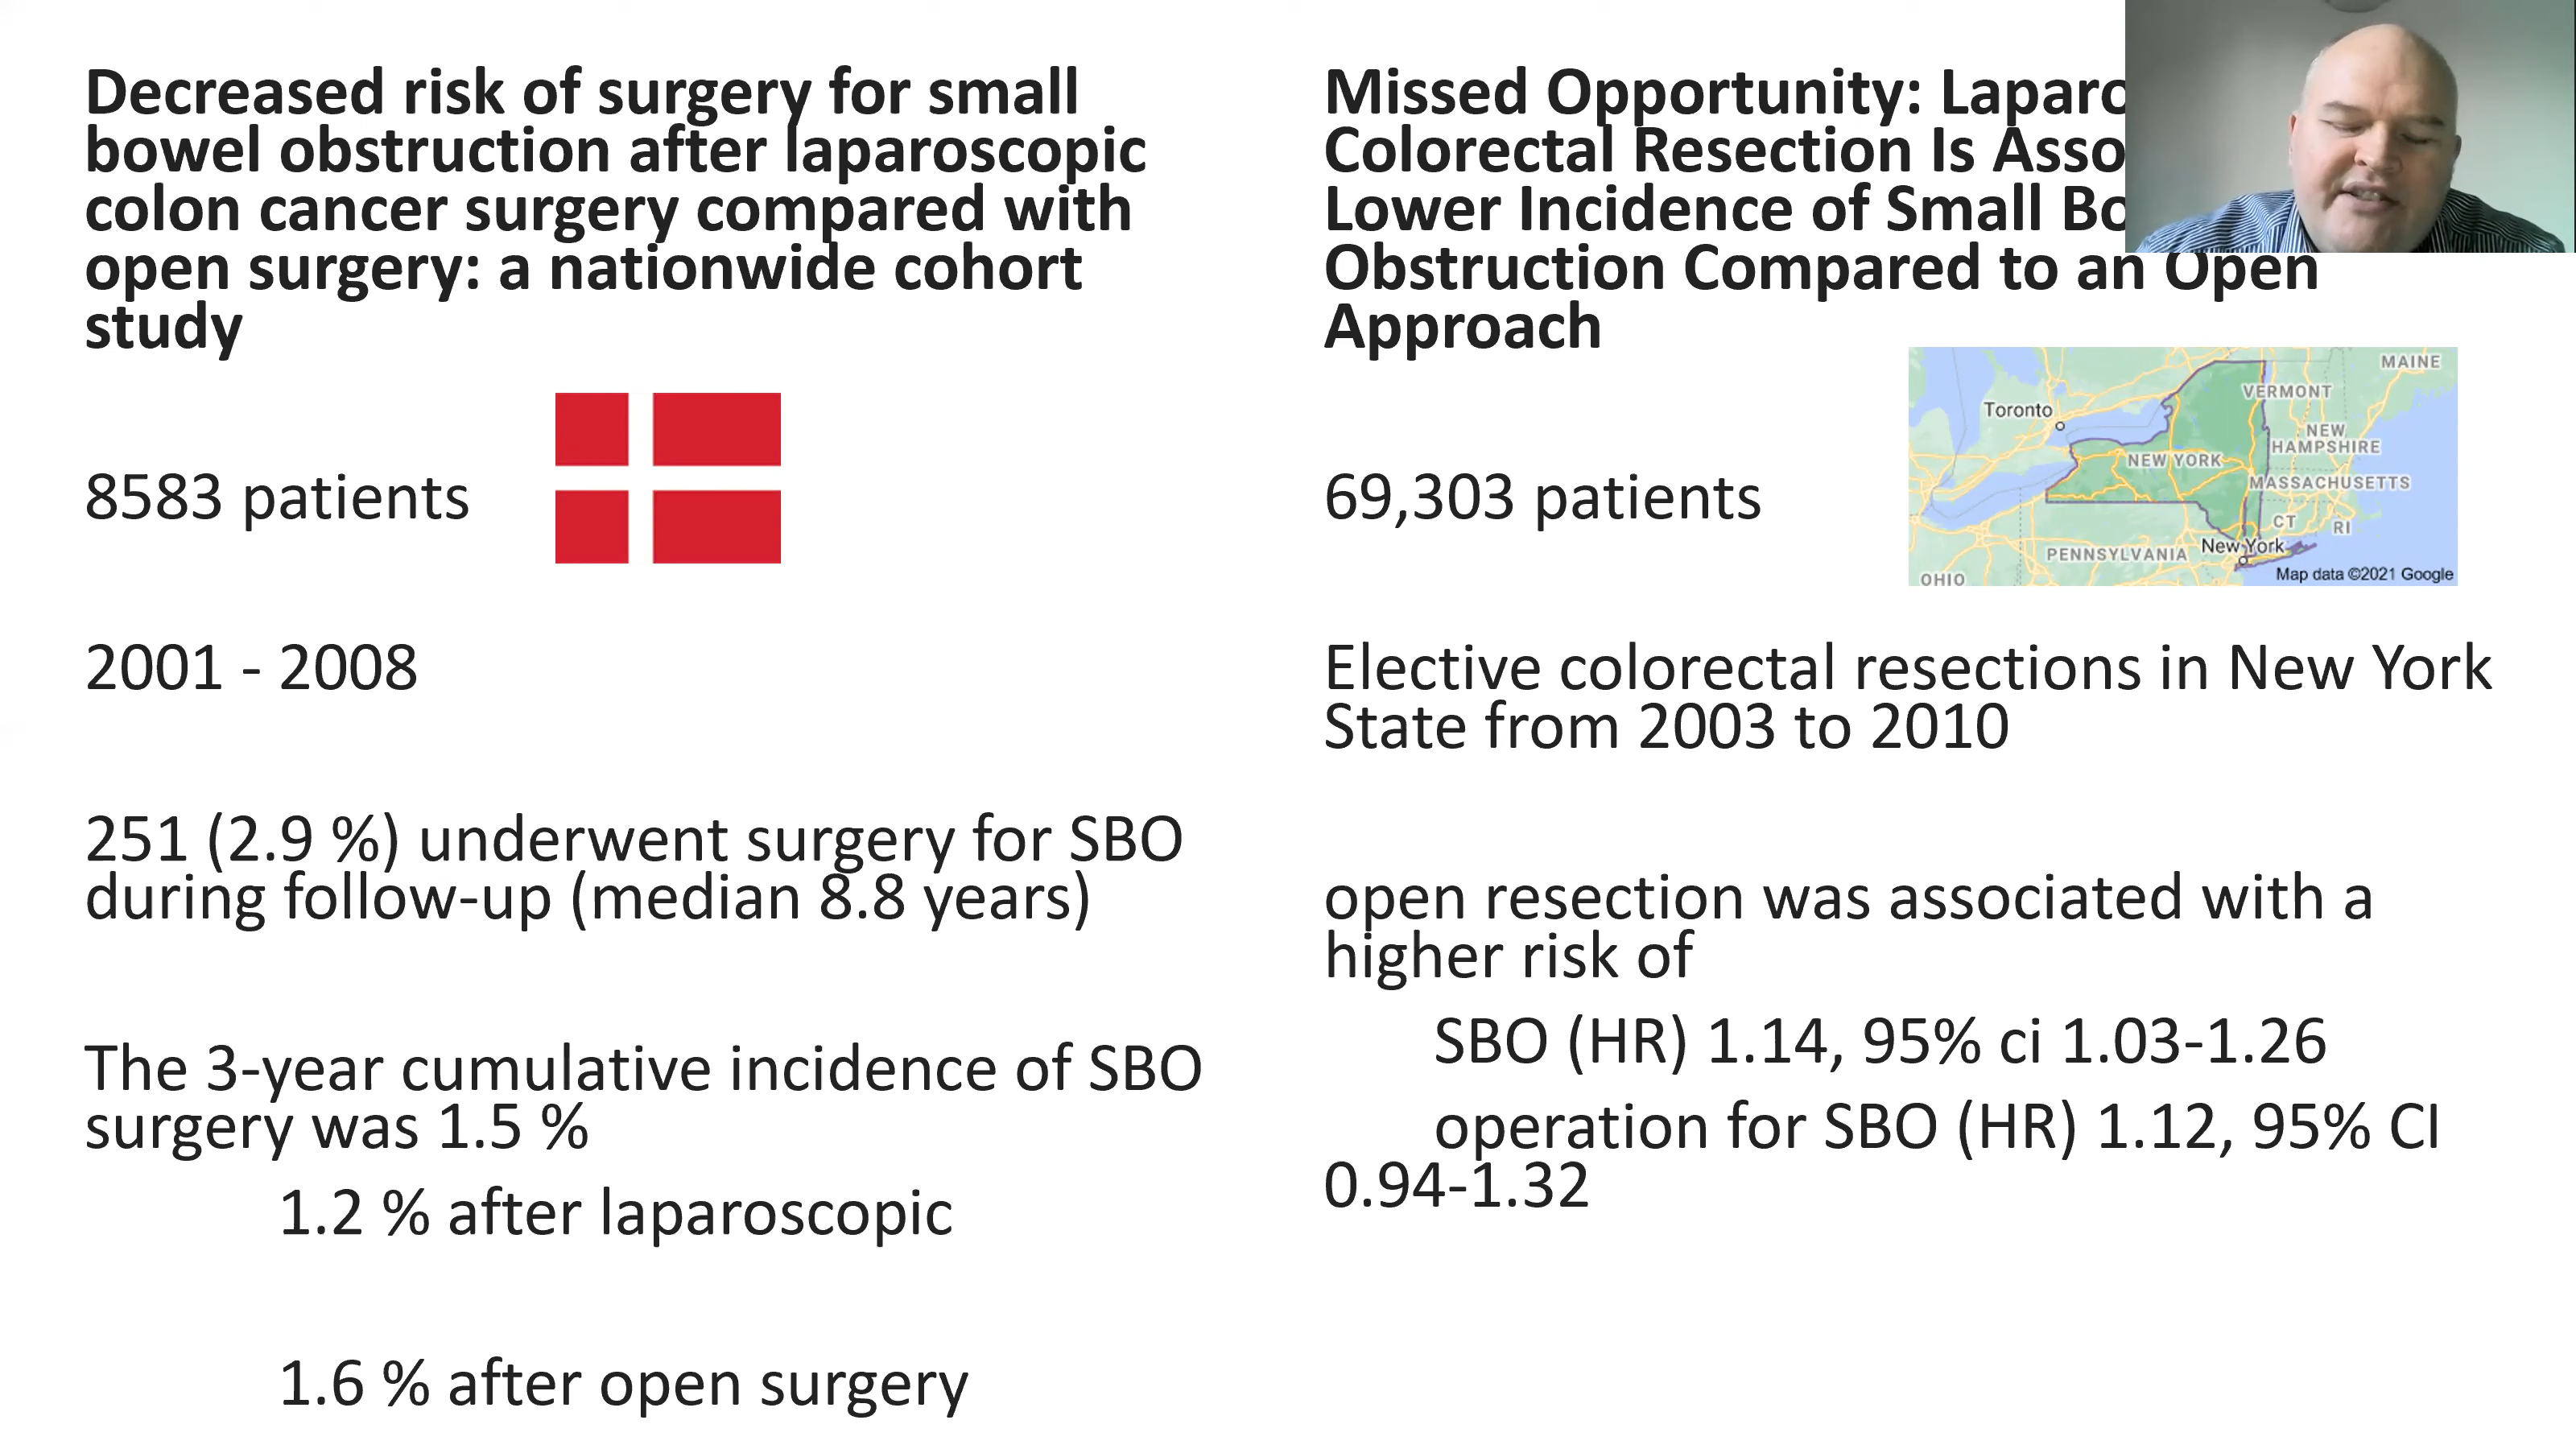 Decreased risk of surgery for small
bowel obstruction after laparoscopic
colon cancer surgery compared with
open surgery: a nationwide cohort
study
8583 patients
2001 - 2008
251 (2.9 %) underwent surgery for SBO
during follow-up (median 8.8 years)
The 3-year cumulative incidence of SBO
surgery was 1.5 %
1.2 % after laparoscopic
1.6 % after open surgery
Missed Opportunity:
Colorectal Resection Is
Lower Incidence of Small
Obstruction Compared to an Open
Approach
69,303 patients
MAINE
VERMONT
Toronto
NEW
HAMPSHIRE
NEW YORK
MASSACHUSETTS
CT
RI
New York
PENNSYLVANIA
OHIO
Map data ©2021 Google
Elective colorectal resections in New York
State from 2003 to 2010
open resection was associated with a
higher risk of
SBO (HR) 1.14, 95% ci 1.03-1.26
operation for SBO (HR) 1.12, 95% CI
0.94-1.32